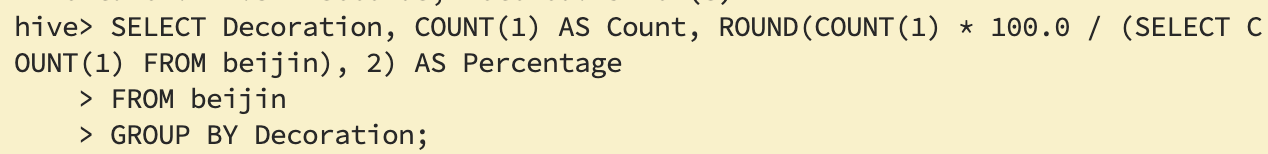 hive> SELECT Decoration, COUNT(1) AS Count, ROUND(COUNT(1) * 100.0 / (SELECT C
OUNT(1) FROM beijin), 2) AS Percentage
    > FROM beijin
    > GROUP BY Decoration;